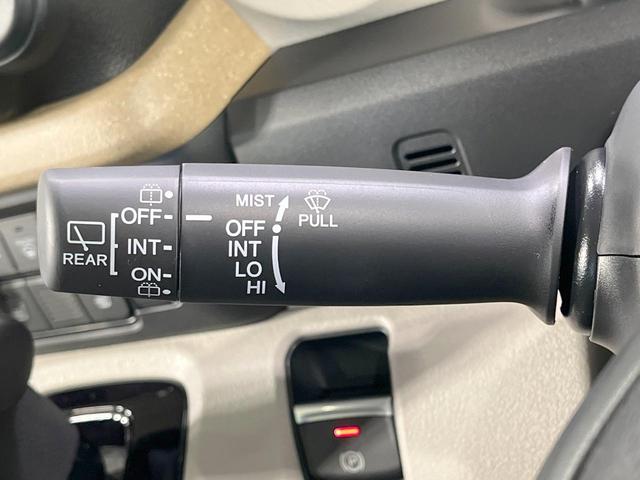 REAR
OFF
INT
ON
MIST
OFF
INT
LO
HI
PULL
P